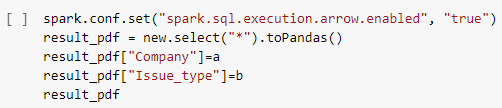 [ ] spark.conf.set("spark.sql.execution.arrow.enabled", "true")
result_pdf = new.select("*").toPandas()
result_pdf["Company"]=a
result_pdf["Issue_type"]=b
result_pdf